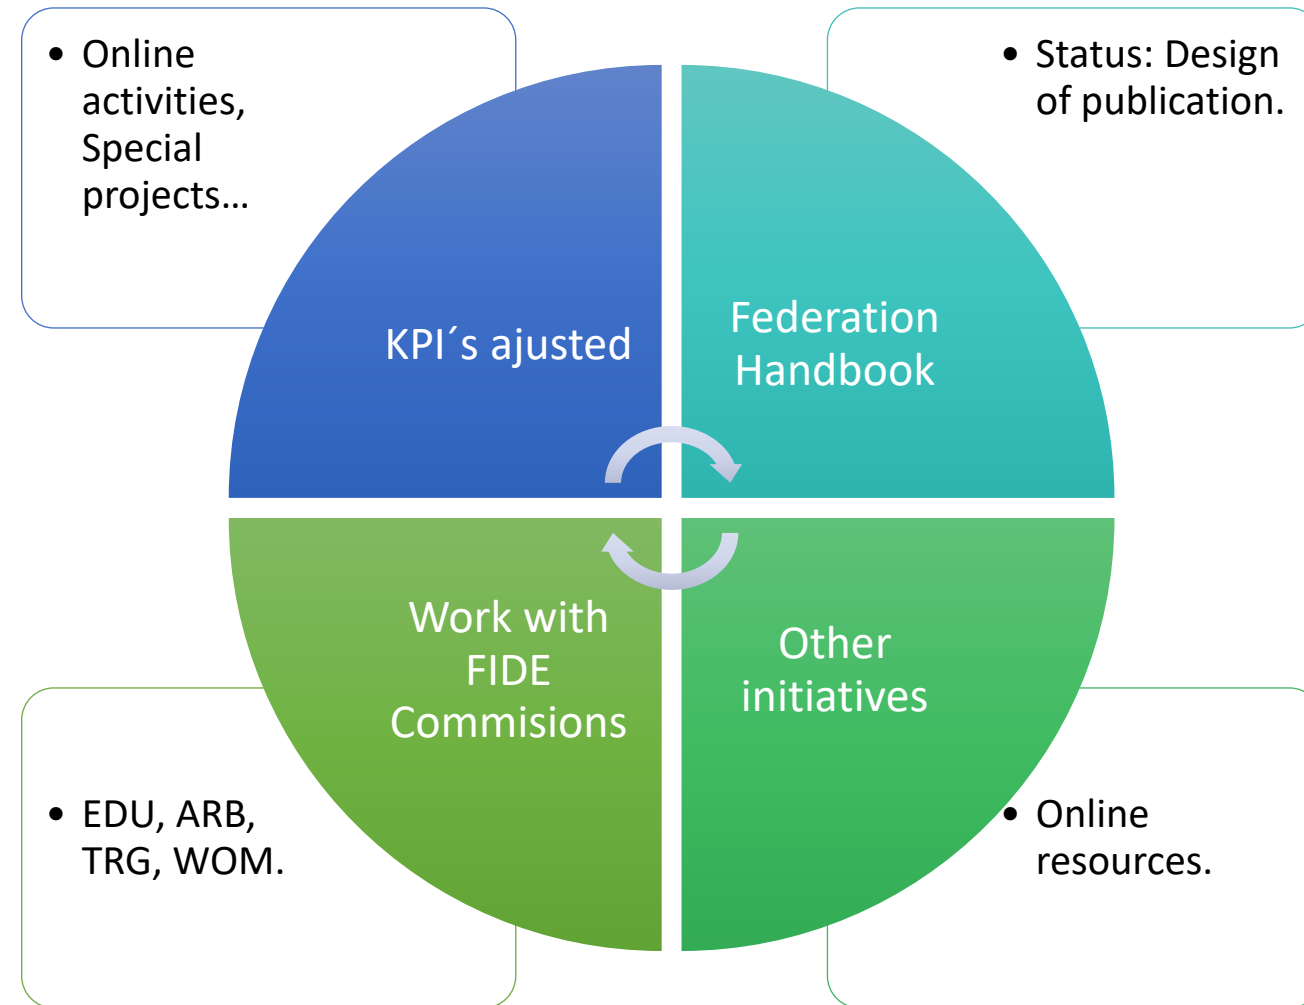 • Online
activities,
Special
projects…
KPI´s ajusted
• Status: Design
of publication.
Federation
Handbook
Work with
FIDE
Commisions
• EDU, ARB,
TRG, WOM.
Other
initiatives
• Online
resources.